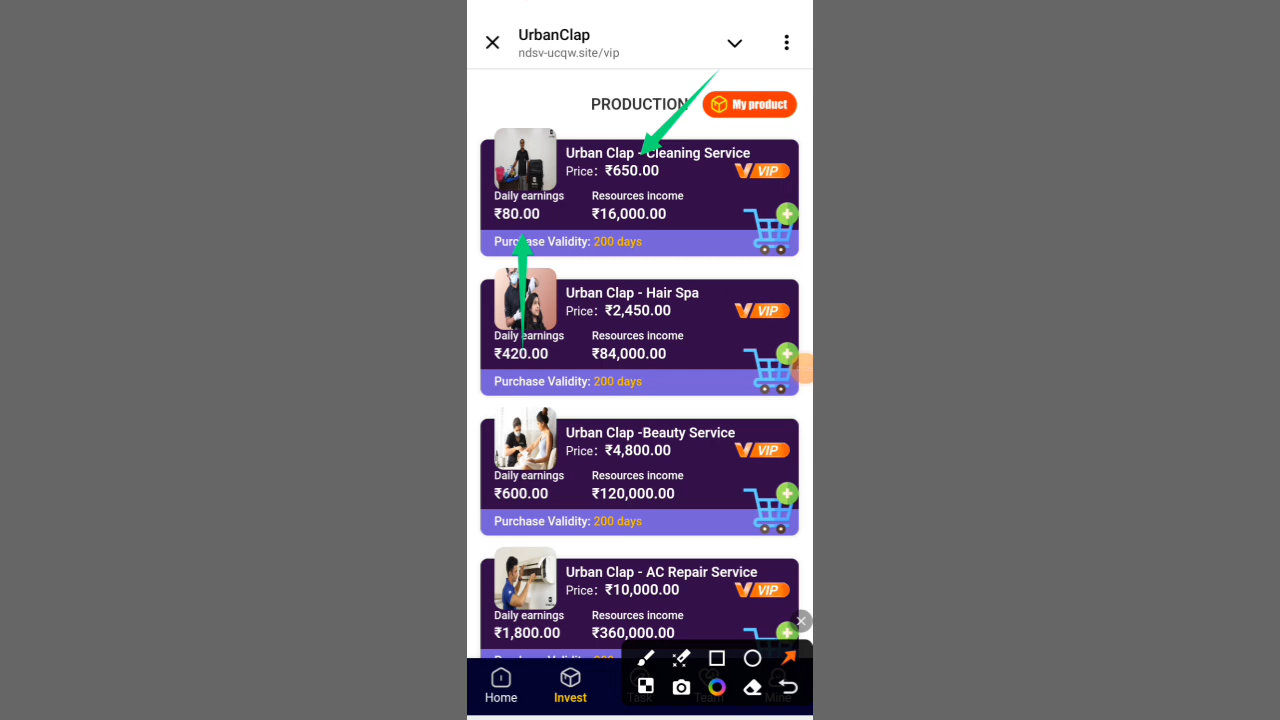 UrbanClap
ndsv-ucqw.site/vip
PRODUCTION
My product
Urban Clap - Cleaning Service
Price: ₹650.00
VIP
Daily earnings Resources income
₹80.00 ₹16,000.00
Purchase Validity: 200 days
Urban Clap - Hair Spa
Price: ₹2,450.00
VIP
Daily earnings Resources income
₹420.00 ₹84,000.00
Purchase Validity: 200 days
Urban Clap -Beauty Service
Price: ₹4,800.00
VIP
Daily earnings Resources income
₹600.00 ₹120,000.00
Purchase Validity: 200 days
Urban Clap - AC Repair Service
Price: ₹10,000.00
VIP
Daily earnings Resources income
₹1,800.00 ₹360,000.00
Home Invest Task Team Mine